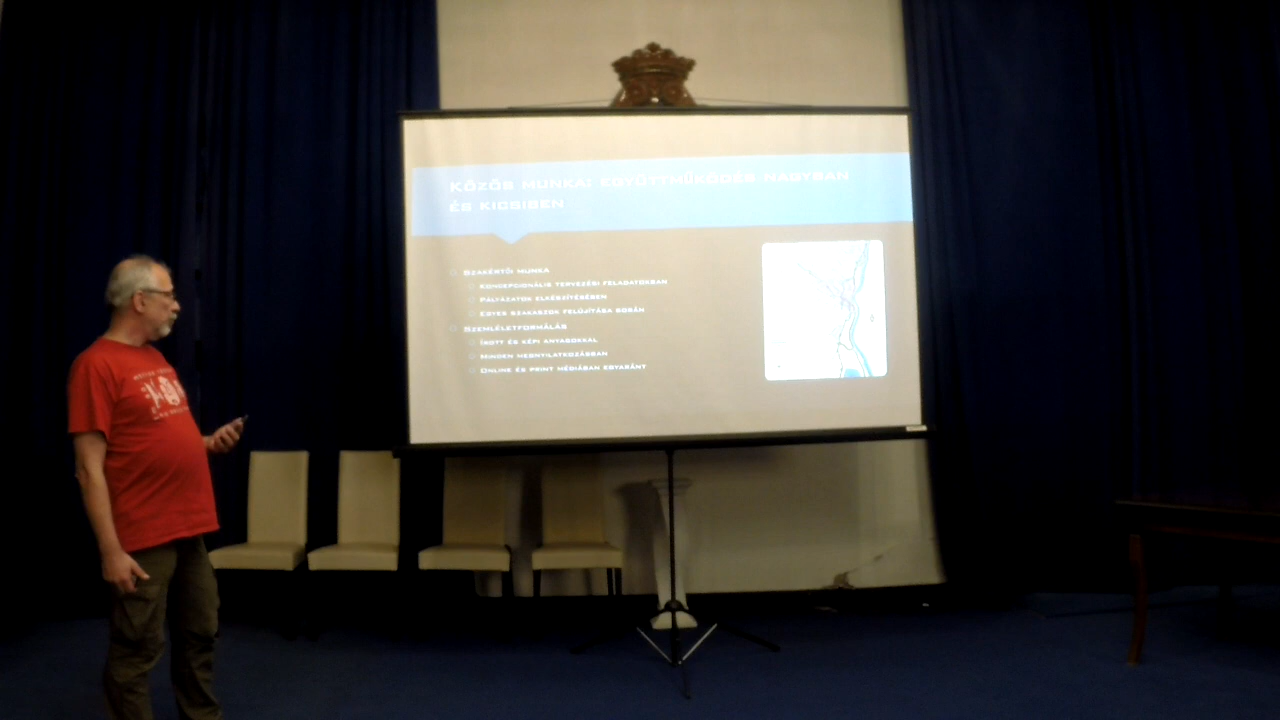 Közös munka: együttműködés nagyban
és kicsiben
Szakértői munka
Koncepcionális tervezési feladatokban
Pályázatok elkészítésében
Egyes szakaszok felújítása során
Szemléletformálás
Írott és képi anyagokkal
Minden megnyilatkozásban
Online és print médiában egyaránt